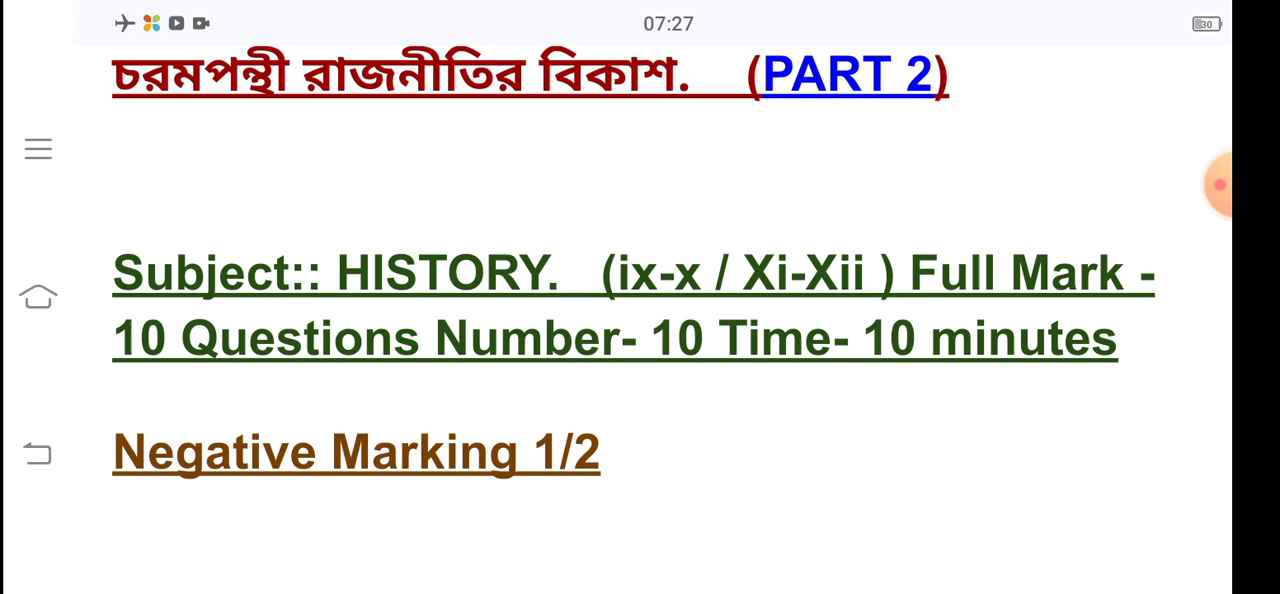 07:27
30
চরমপন্থী রাজনীতির বিকাশ. (PART 2)
Subject:: HISTORY. (ix-x / Xi-Xii ) Full Mark -
10 Questions Number- 10 Time- 10 minutes
Negative Marking 1/2